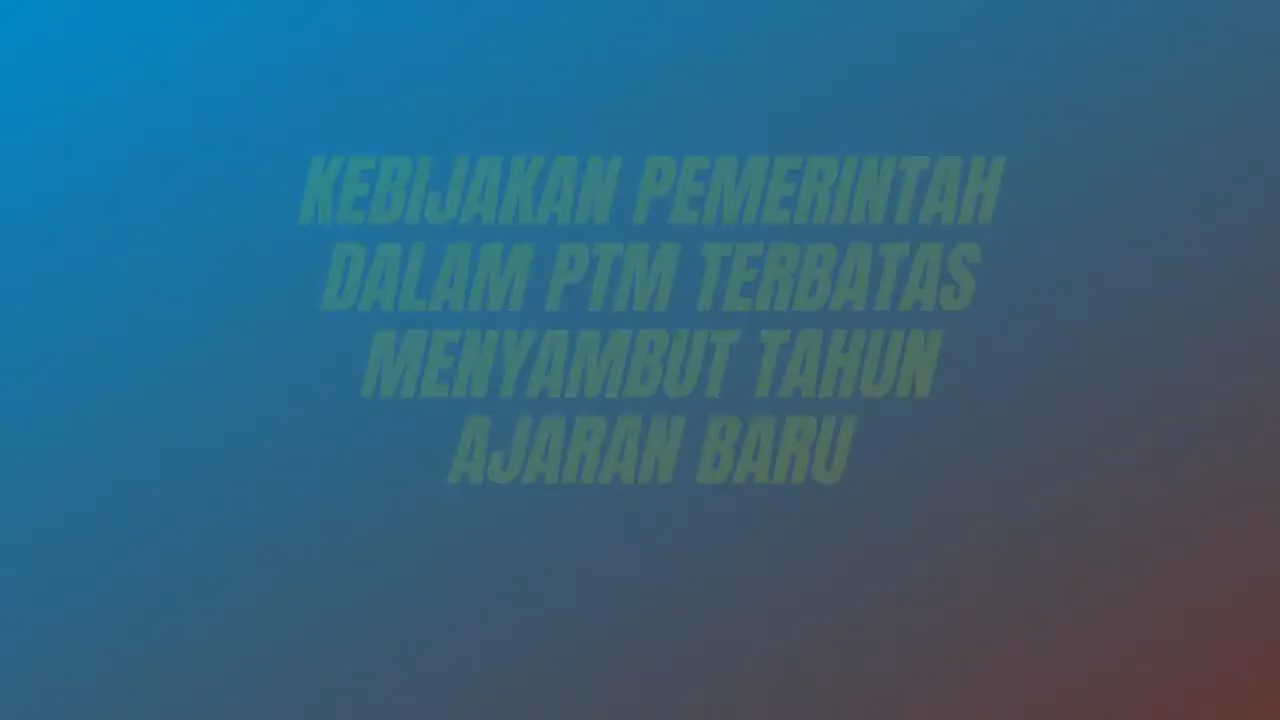 KEBIJAKAN PEMERINTAH
DALAM PTM TERBATAS
MENYAMBUT TAHUN
AJARAN BARU